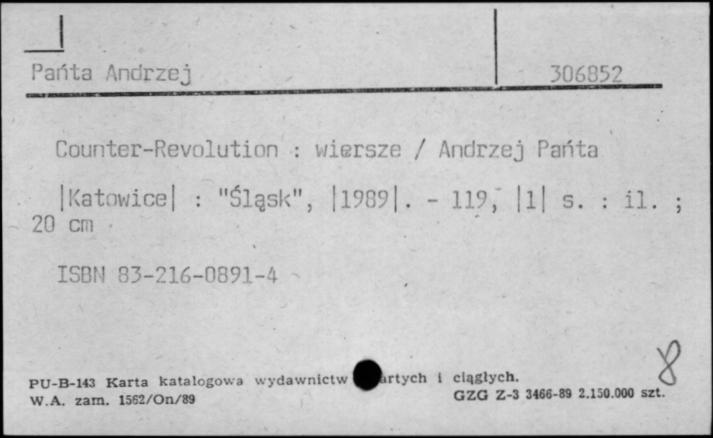 Pańta Andrzej 306852
Counter-Revolution : wiersze / Andrzej Pańta
|Katowice| : "Śląsk", |1989|. - 119, |1| s. : il. ;
20 cm
ISBN 83-216-0891-4
8
PU-B-143 Karta katalogowa wydawnictw i ciągłych.
W.A. zam. 1562/On/89 GZG Z-3 3466-89 2.150.000 szt.